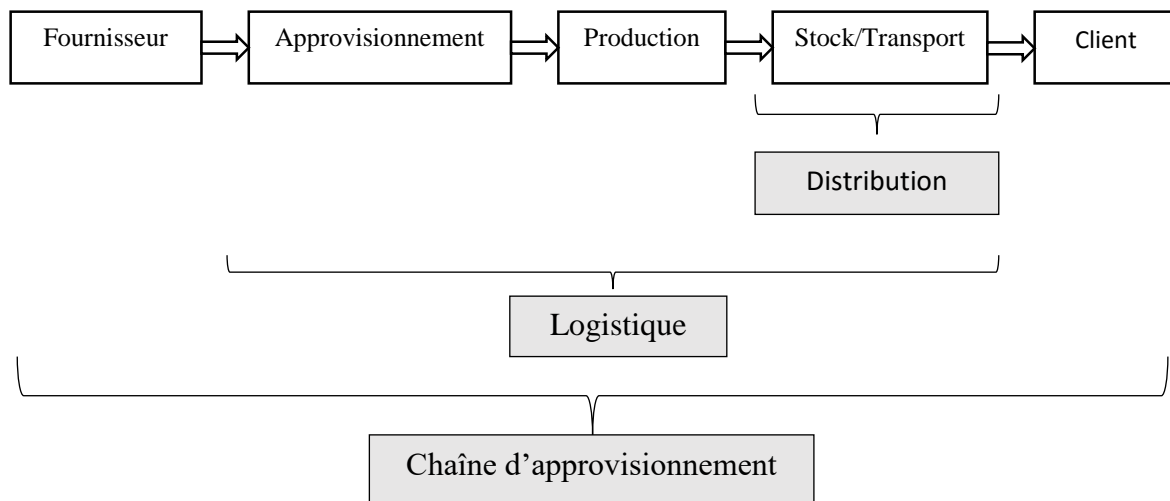 Fournisseur
Approvisionnement
Production
Stock/Transport
Client
Distribution
Logistique
Chaîne d’approvisionnement